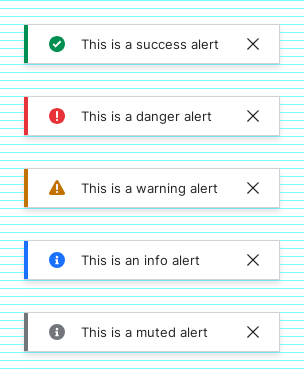 This is a success alert
This is a danger alert
This is a warning alert
This is an info alert
This is a muted alert